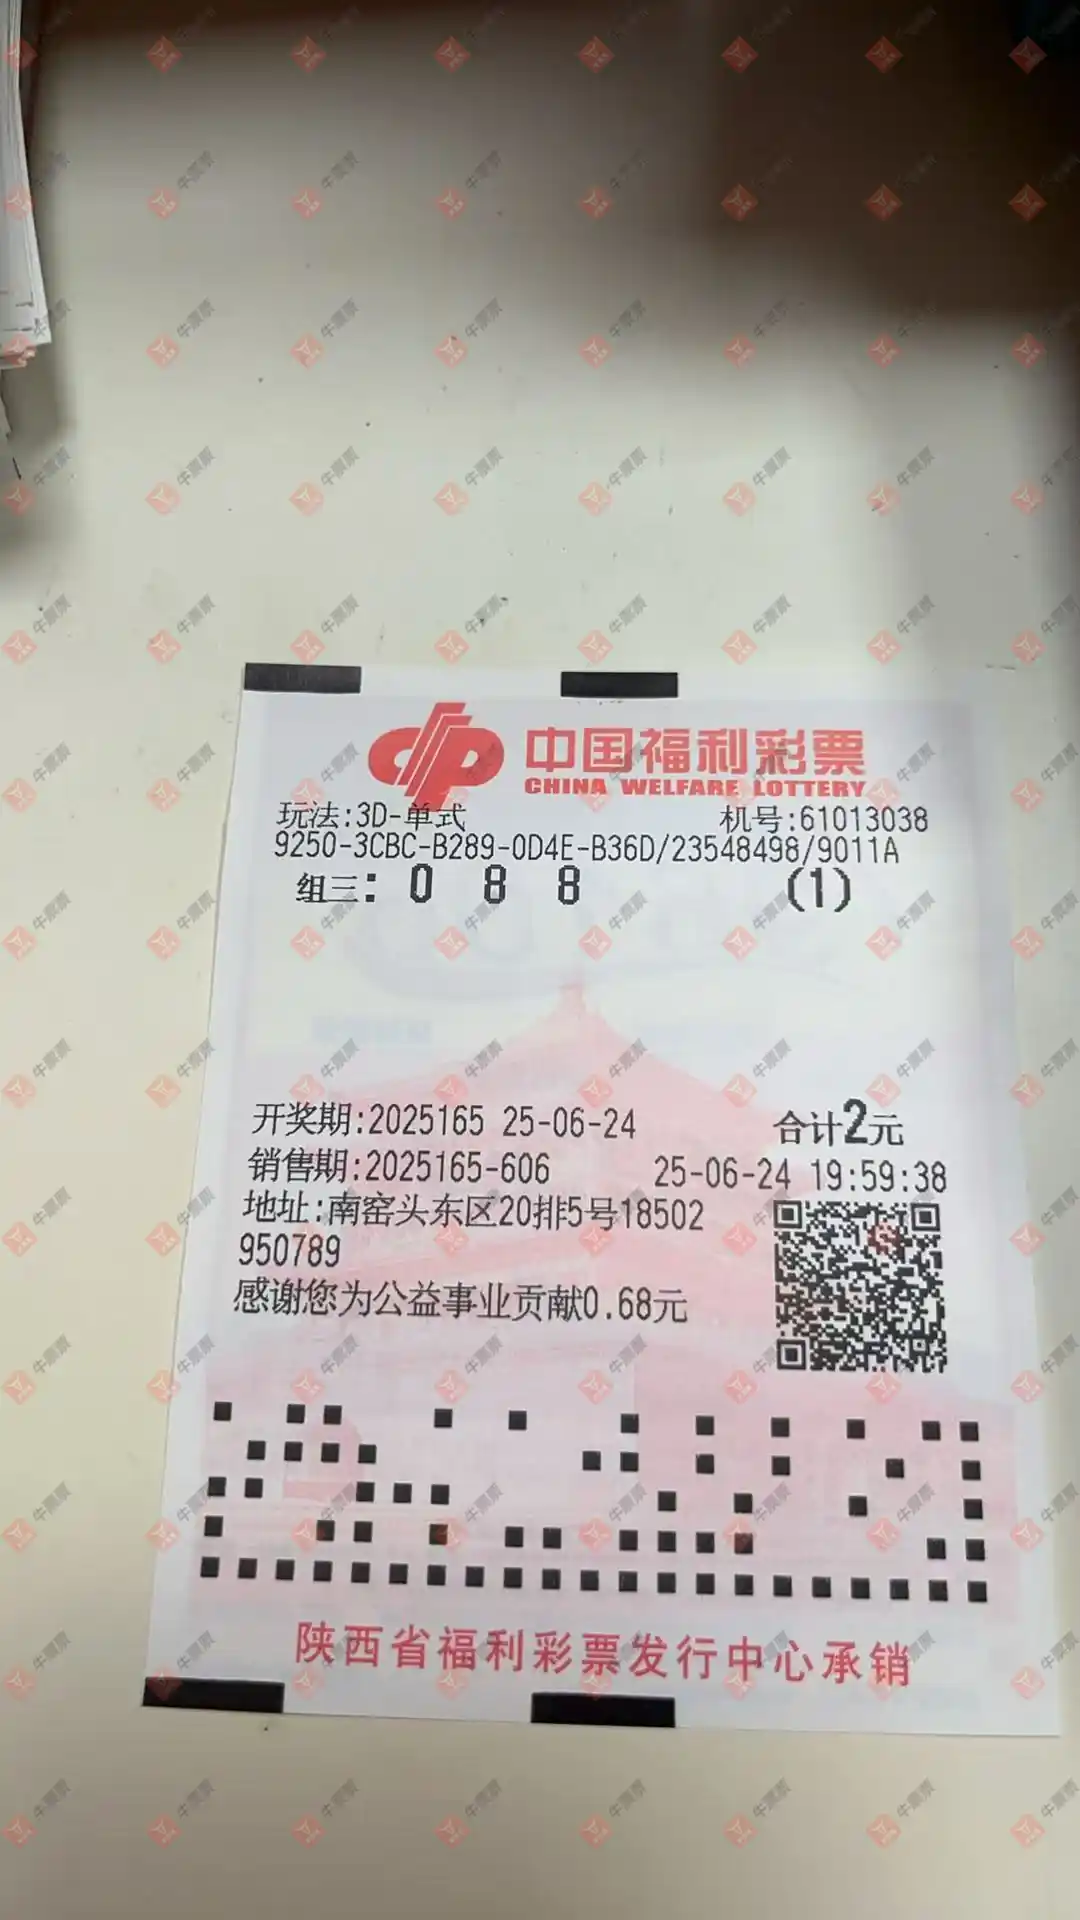 中国福利彩票
CHINA WELFARE LOTTERY
玩法:3D-单式 机号:61013038
9250-3CBC-B289-0D4E-B36D/23548498/9011A
组三: 0 8 8 (1)
开奖期:2025165 25-06-24 合计2元
销售期:2025165-606 25-06-24 19:59:38
地址:南窑头东区20排5号18502
950789
感谢您为公益事业贡献0.68元
陕西省福利彩票发行中心承销
牛票票